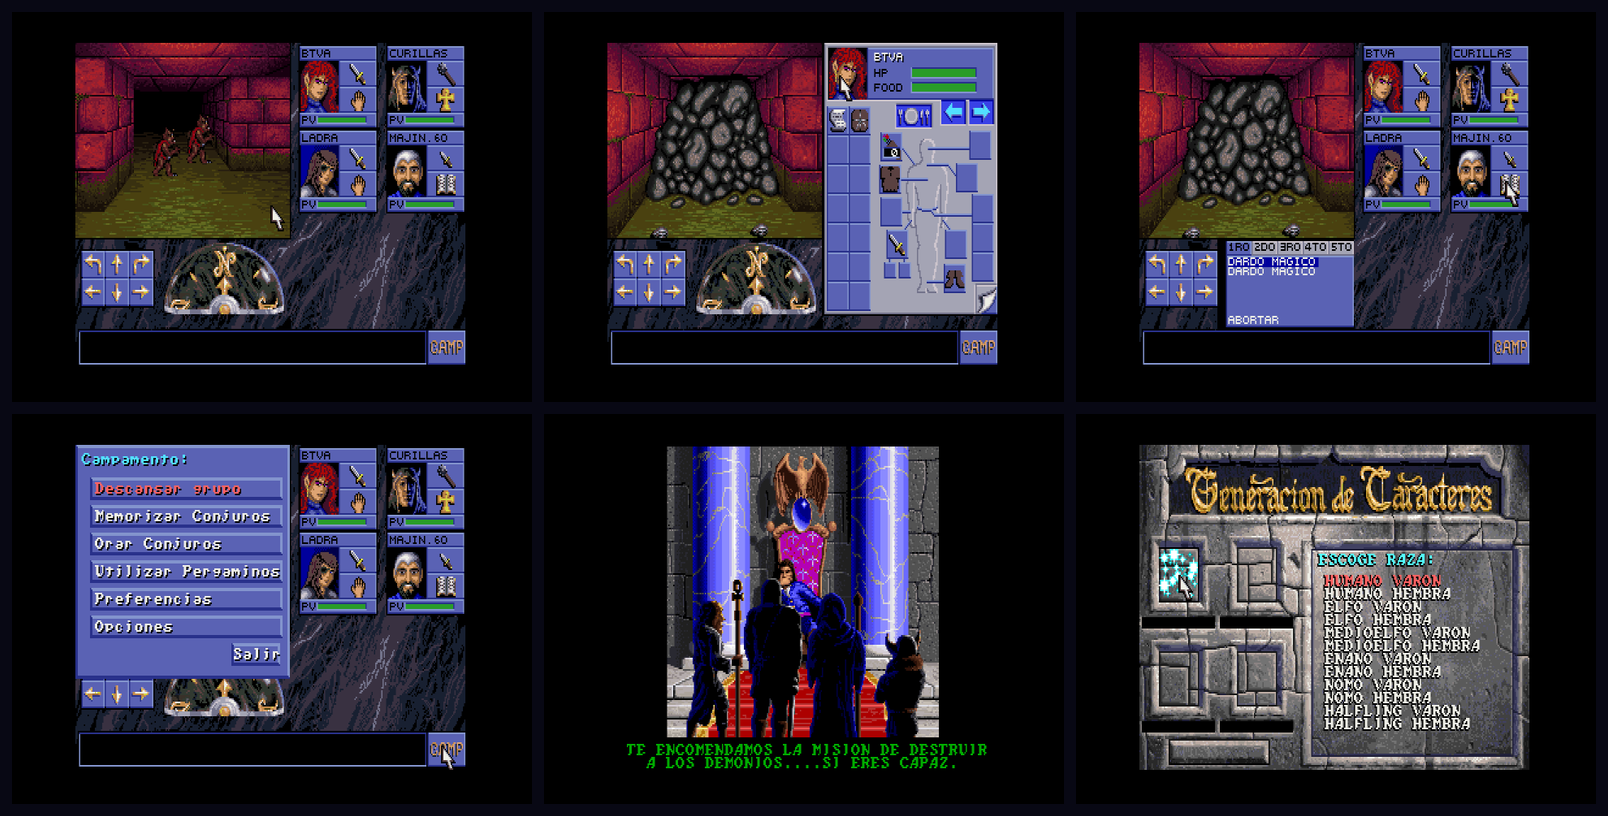 BTVA
CURILLAS
PV
PV
LADRA
MAJIN.60
PV
PV
N
CAMP
BTVA
HP
FOOD
0
N
CAMP
BTVA
CURILLAS
PV
PV
LADRA
MAJIN.60
PV
PV
1RO 2DO 3RO 4TO 5TO
DARDO MAGICO
DARDO MAGICO
ABORTAR
CAMP
Campamento:
Descansar grupo
Memorizar Conjuros
Orar Conjuros
Utilizar Pergaminos
Preferencias
Opciones
Salir
BTVA
CURILLAS
PV
PV
LADRA
MAJIN.60
PV
PV
CAMP
TE ENCOMENDAMOS LA MISION DE DESTRUIR
A LOS DEMONIOS....SI ERES CAPAZ.
Generacion de Caracteres
ESCOGE RAZA:
HUMANO VARON
HUMANO HEMBRA
ELFO VARON
ELFO HEMBRA
MEDIOELFO VARON
MEDIOELFO HEMBRA
ENANO VARON
ENANO HEMBRA
NOMO VARON
NOMO HEMBRA
HALFLING VARON
HALFLING HEMBRA